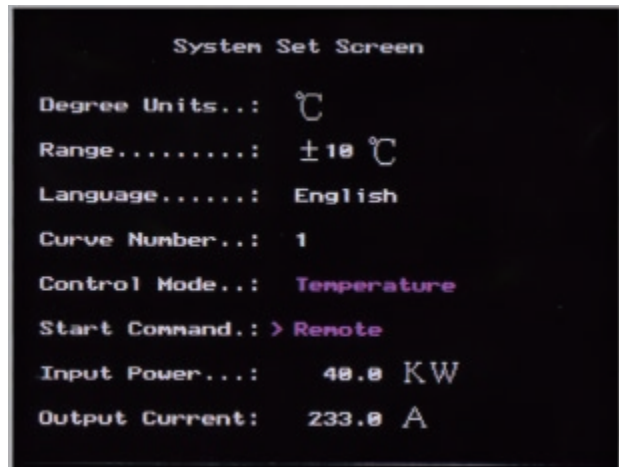 System Set Screen
Degree Units..: ℃
Range.........: ±10 ℃
Language......: English
Curve Number..: 1
Control Mode..: Temperature
Start Command.: > Remote
Input Power...: 40.0 KW
Output Current: 233.0 A